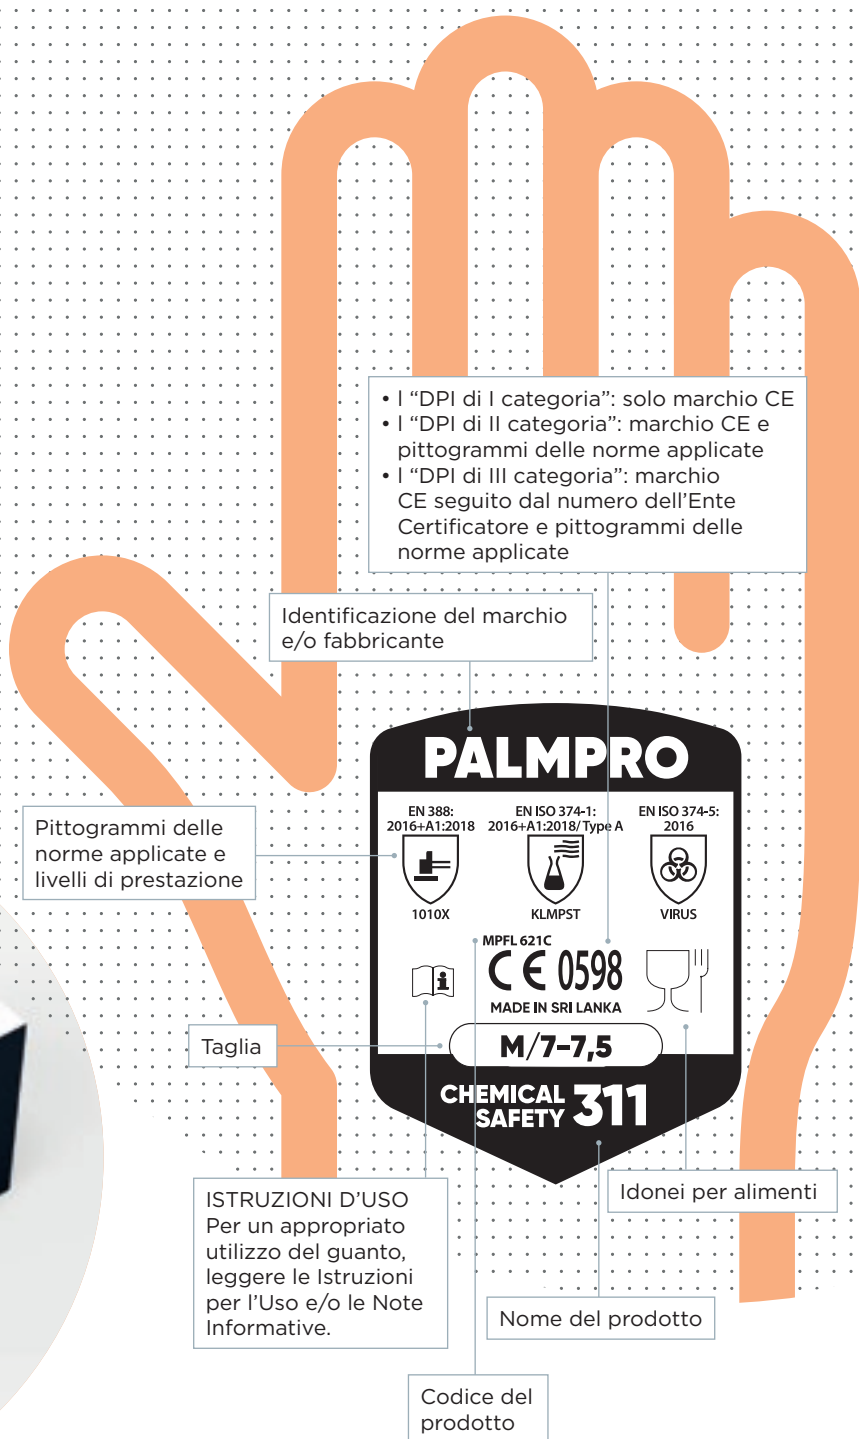 • I “DPI di I categoria”: solo marchio CE
• I “DPI di II categoria”: marchio CE e
pittogrammi delle norme applicate
• I “DPI di III categoria”: marchio
CE seguito dal numero dell’Ente
Certificatore e pittogrammi delle
norme applicate
Identificazione del marchio
e/o fabbricante
PALMPRO
EN 388:
2016+A1:2018
EN ISO 374-1:
2016+A1:2018/Type A
EN ISO 374-5:
2016
Pittogrammi delle
norme applicate e
livelli di prestazione
1010X
KLMPST
VIRUS
MPFL 621C
CE 0598
MADE IN SRI LANKA
Taglia
M/7-7,5
CHEMICAL
SAFETY 311
ISTRUZIONI D’USO
Per un appropriato
utilizzo del guanto,
leggere le Istruzioni
per l’Uso e/o le Note
Informative.
Idonei per alimenti
Nome del prodotto
Codice del
prodotto